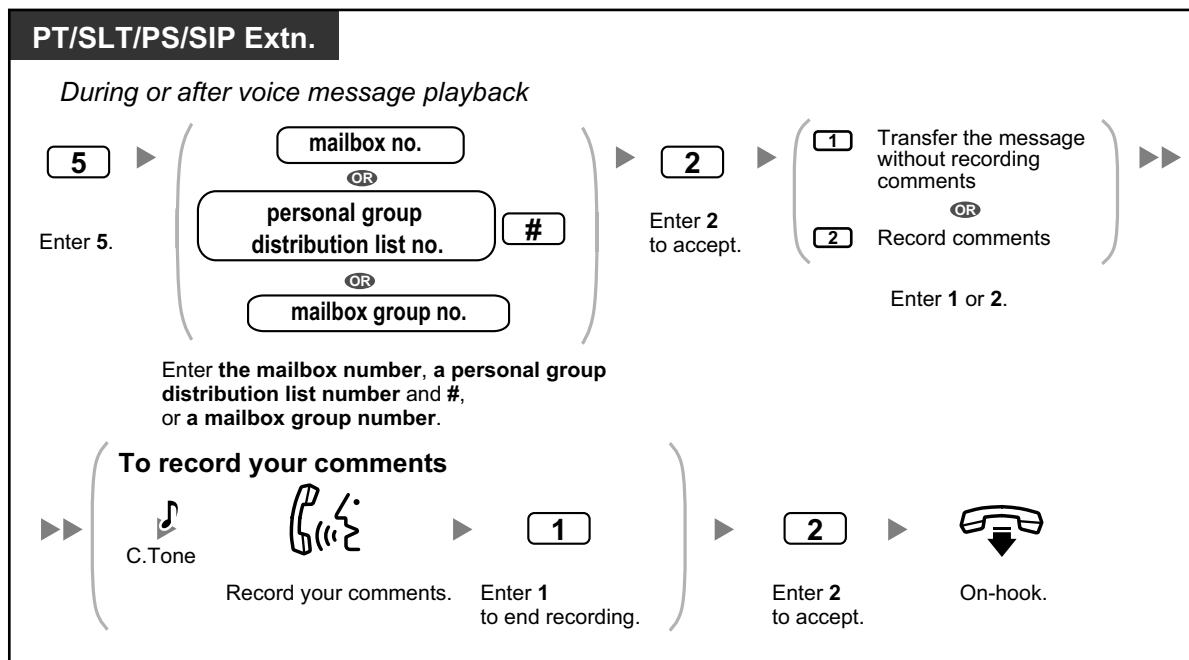 PT/SLT/PS/SIP Extn.
During or after voice message playback
5
Enter 5.
mailbox no.
OR
personal group
distribution list no.
#
OR
mailbox group no.
Enter the mailbox number, a personal group
distribution list number and #,
or a mailbox group number.
2
Enter 2
to accept.
1 Transfer the message
without recording
comments
OR
2 Record comments
Enter 1 or 2.
To record your comments
C.Tone
Record your comments.
1
Enter 1
to end recording.
2
Enter 2
to accept.
On-hook.